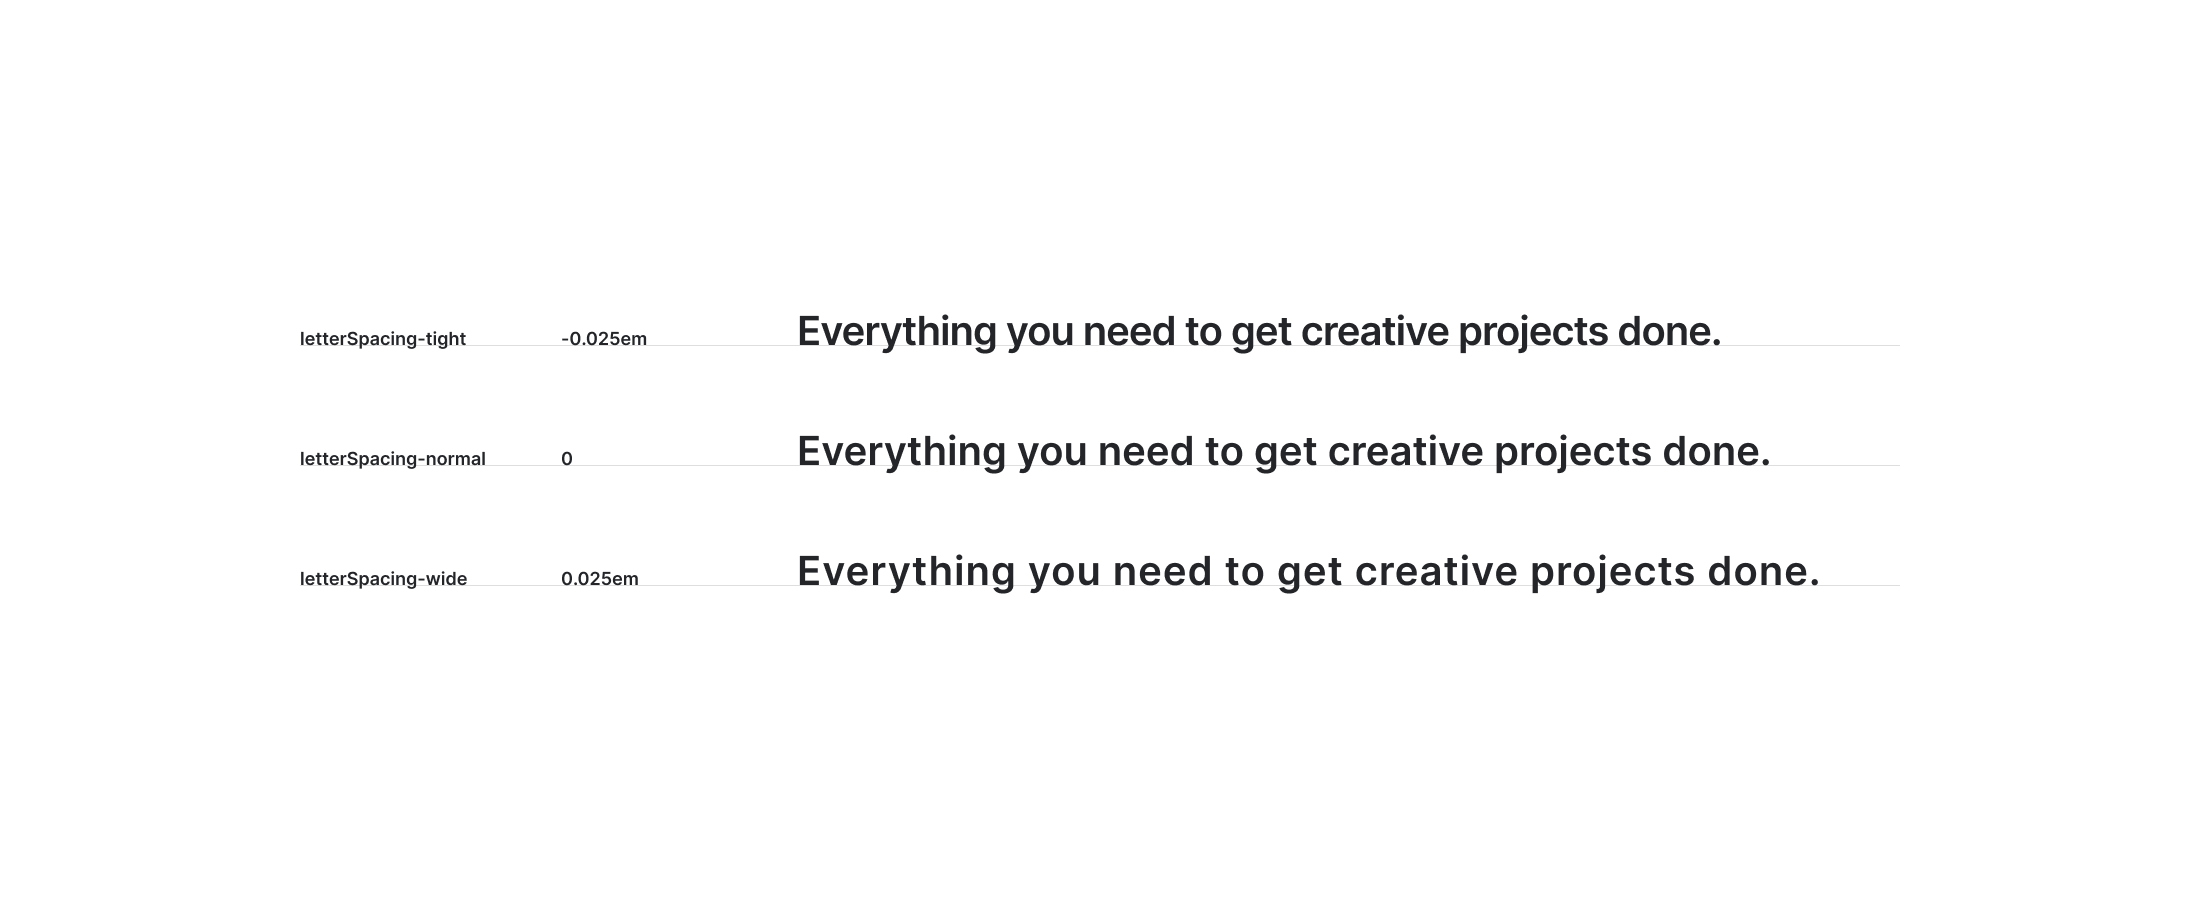 letterSpacing-tight -0.025em Everything you need to get creative projects done.
letterSpacing-normal 0 Everything you need to get creative projects done.
letterSpacing-wide 0.025em Everything you need to get creative projects done.